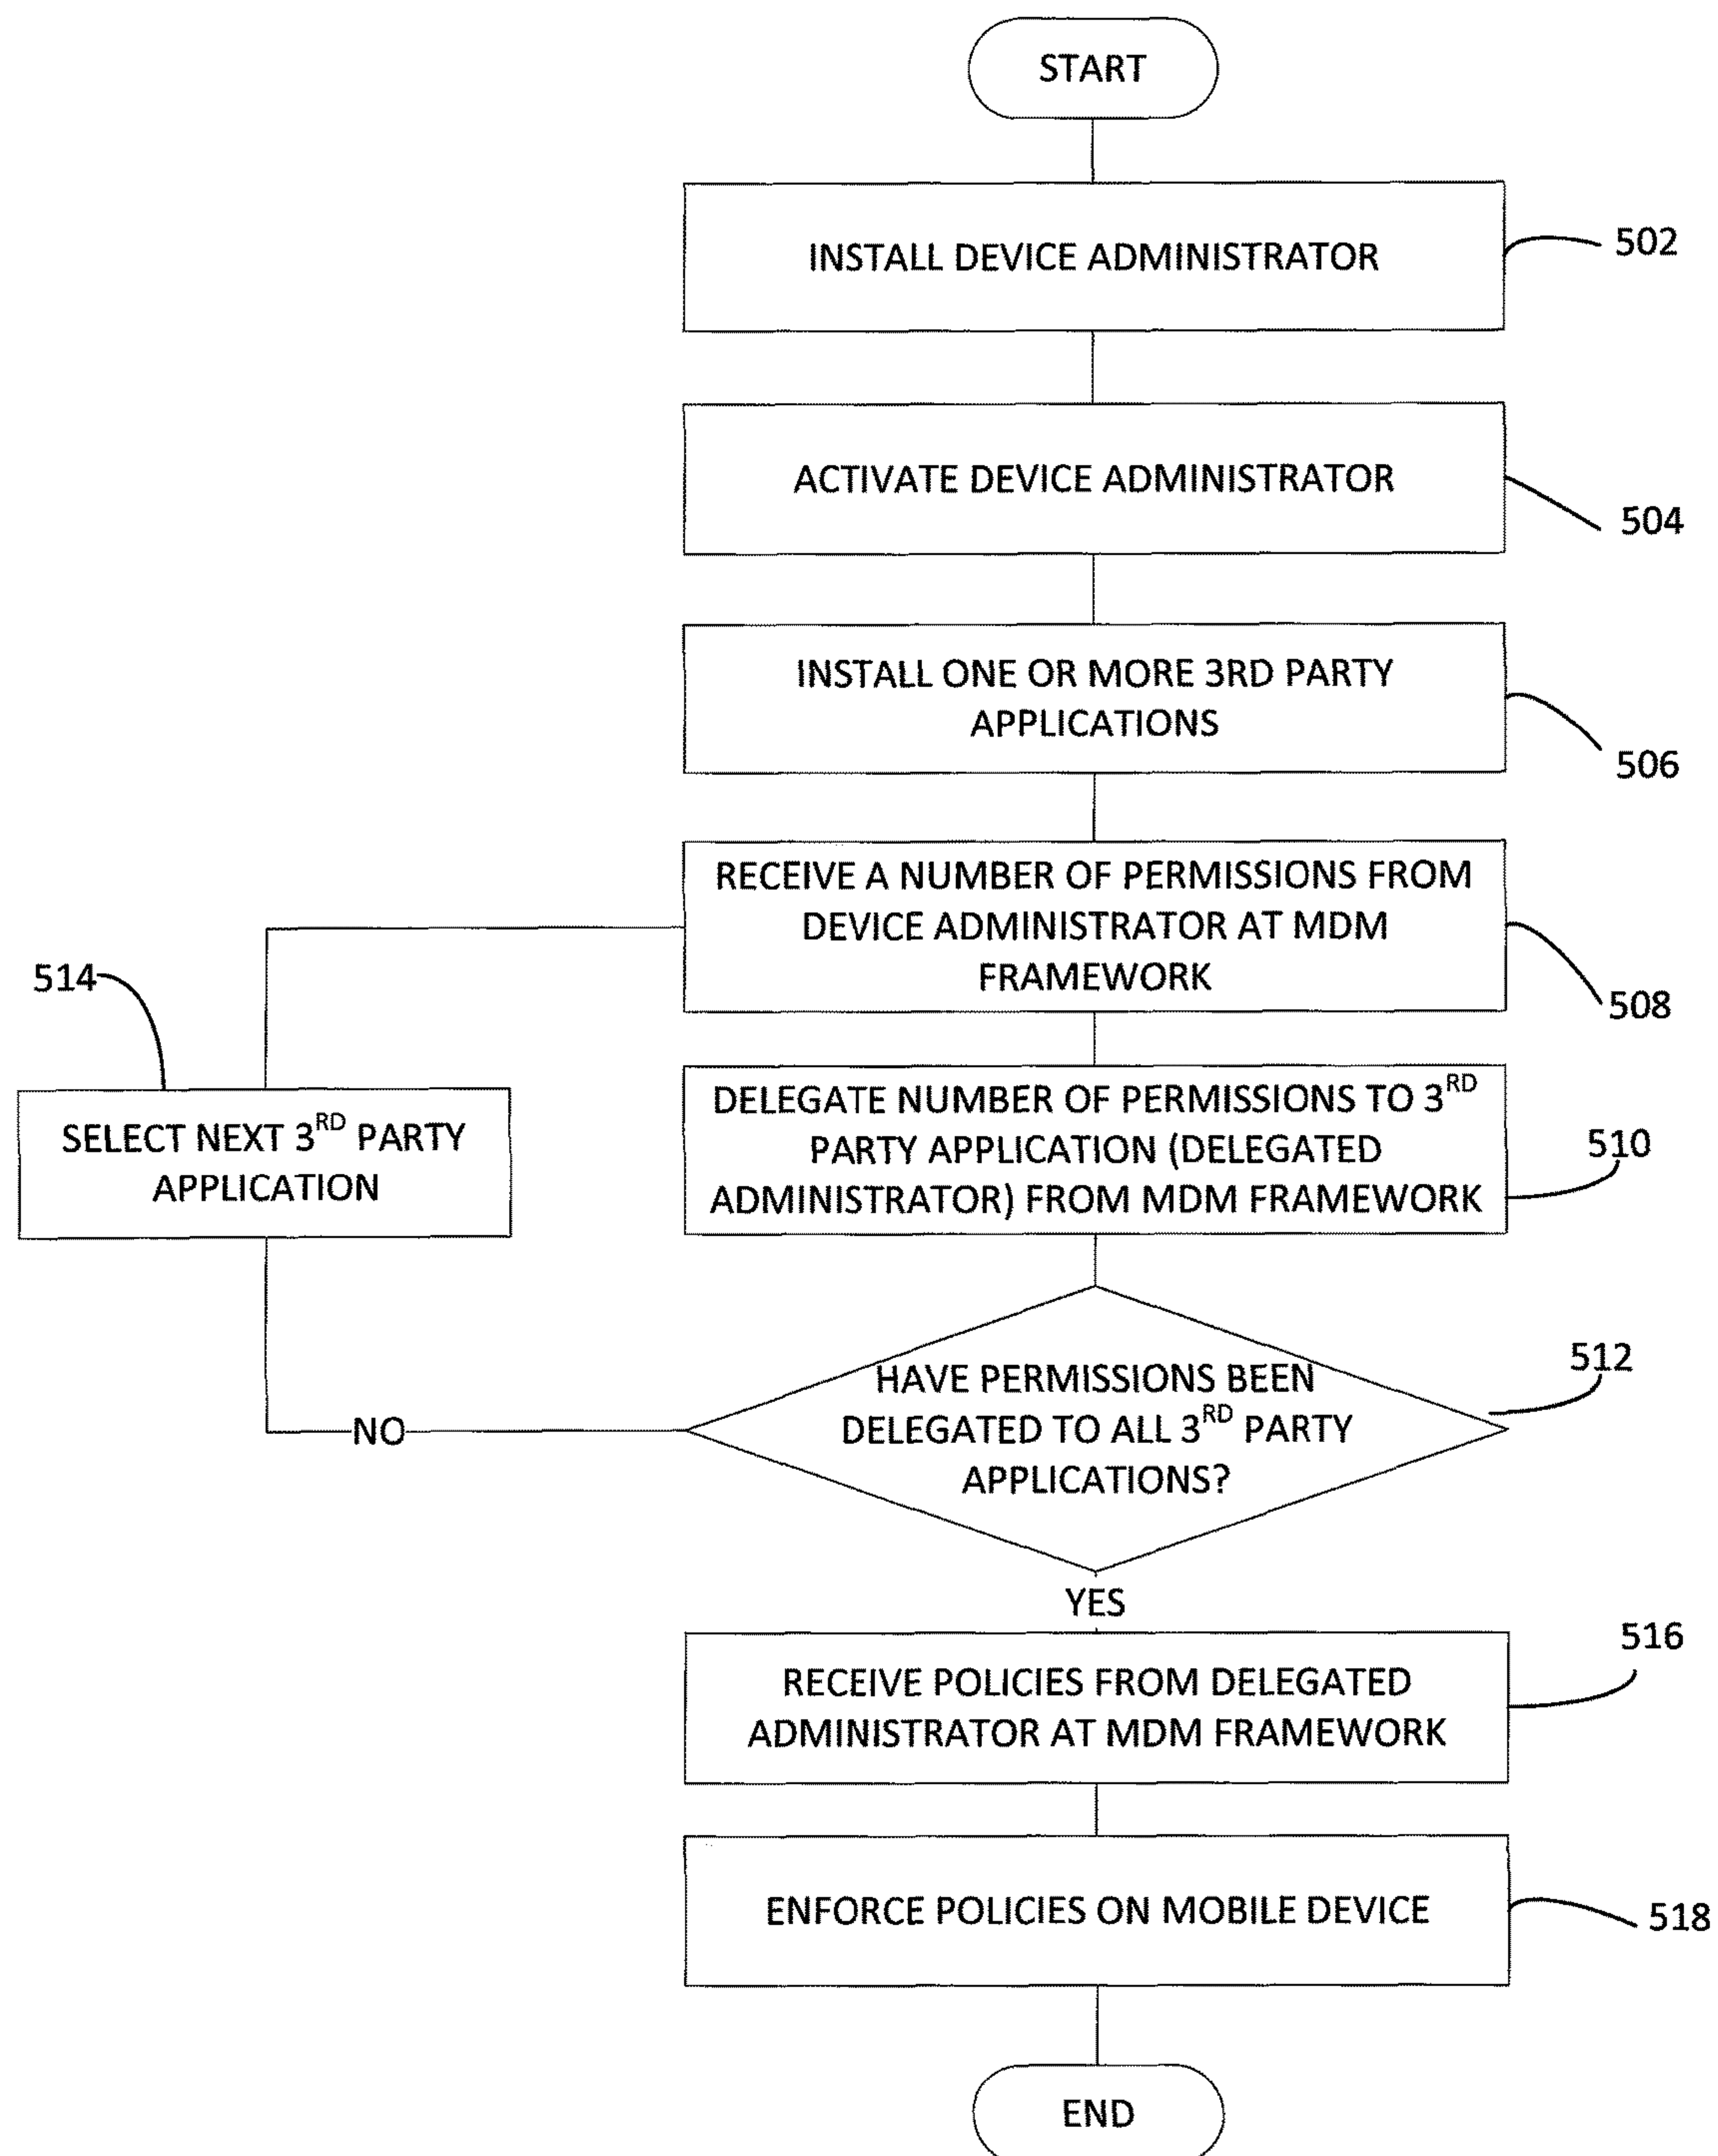 START
INSTALL DEVICE ADMINISTRATOR
502
ACTIVATE DEVICE ADMINISTRATOR
504
INSTALL ONE OR MORE 3RD PARTY
APPLICATIONS
506
RECEIVE A NUMBER OF PERMISSIONS FROM
DEVICE ADMINISTRATOR AT MDM
FRAMEWORK
508
514
SELECT NEXT 3RD PARTY
APPLICATION
DELEGATE NUMBER OF PERMISSIONS TO 3RD
PARTY APPLICATION (DELEGATED
ADMINISTRATOR) FROM MDM FRAMEWORK
510
HAVE PERMISSIONS BEEN
DELEGATED TO ALL 3RD PARTY
APPLICATIONS?
512
NO
YES
RECEIVE POLICIES FROM DELEGATED
ADMINISTRATOR AT MDM FRAMEWORK
516
ENFORCE POLICIES ON MOBILE DEVICE
518
END